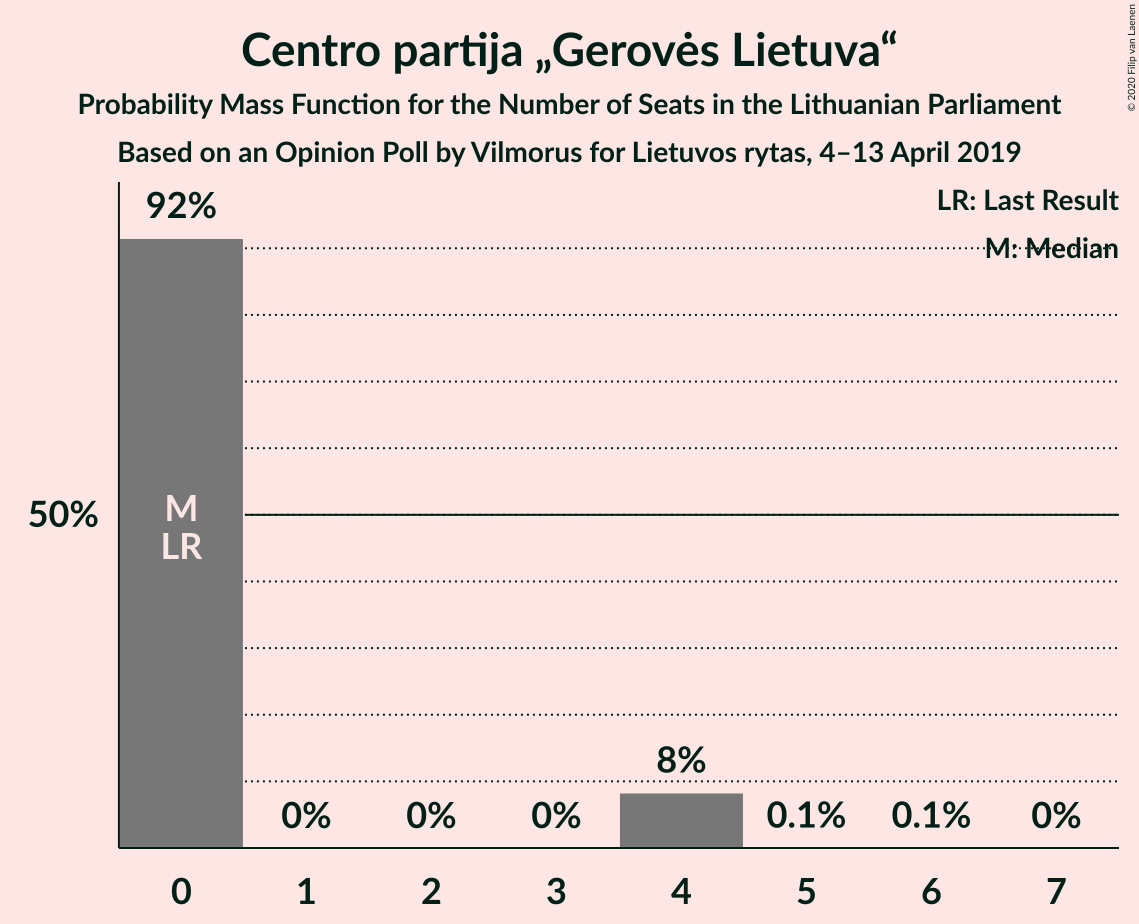 Centro partija „Gerovės Lietuva“
Probability Mass Function for the Number of Seats in the Lithuanian Parliament
Based on an Opinion Poll by Vilmorus for Lietuvos rytas, 4–13 April 2019
© 2020 Filip van Laenen
LR: Last Result
M: Median
92%
50%
M
LR
0% 0% 0% 8% 0.1% 0.1% 0%
0 1 2 3 4 5 6 7